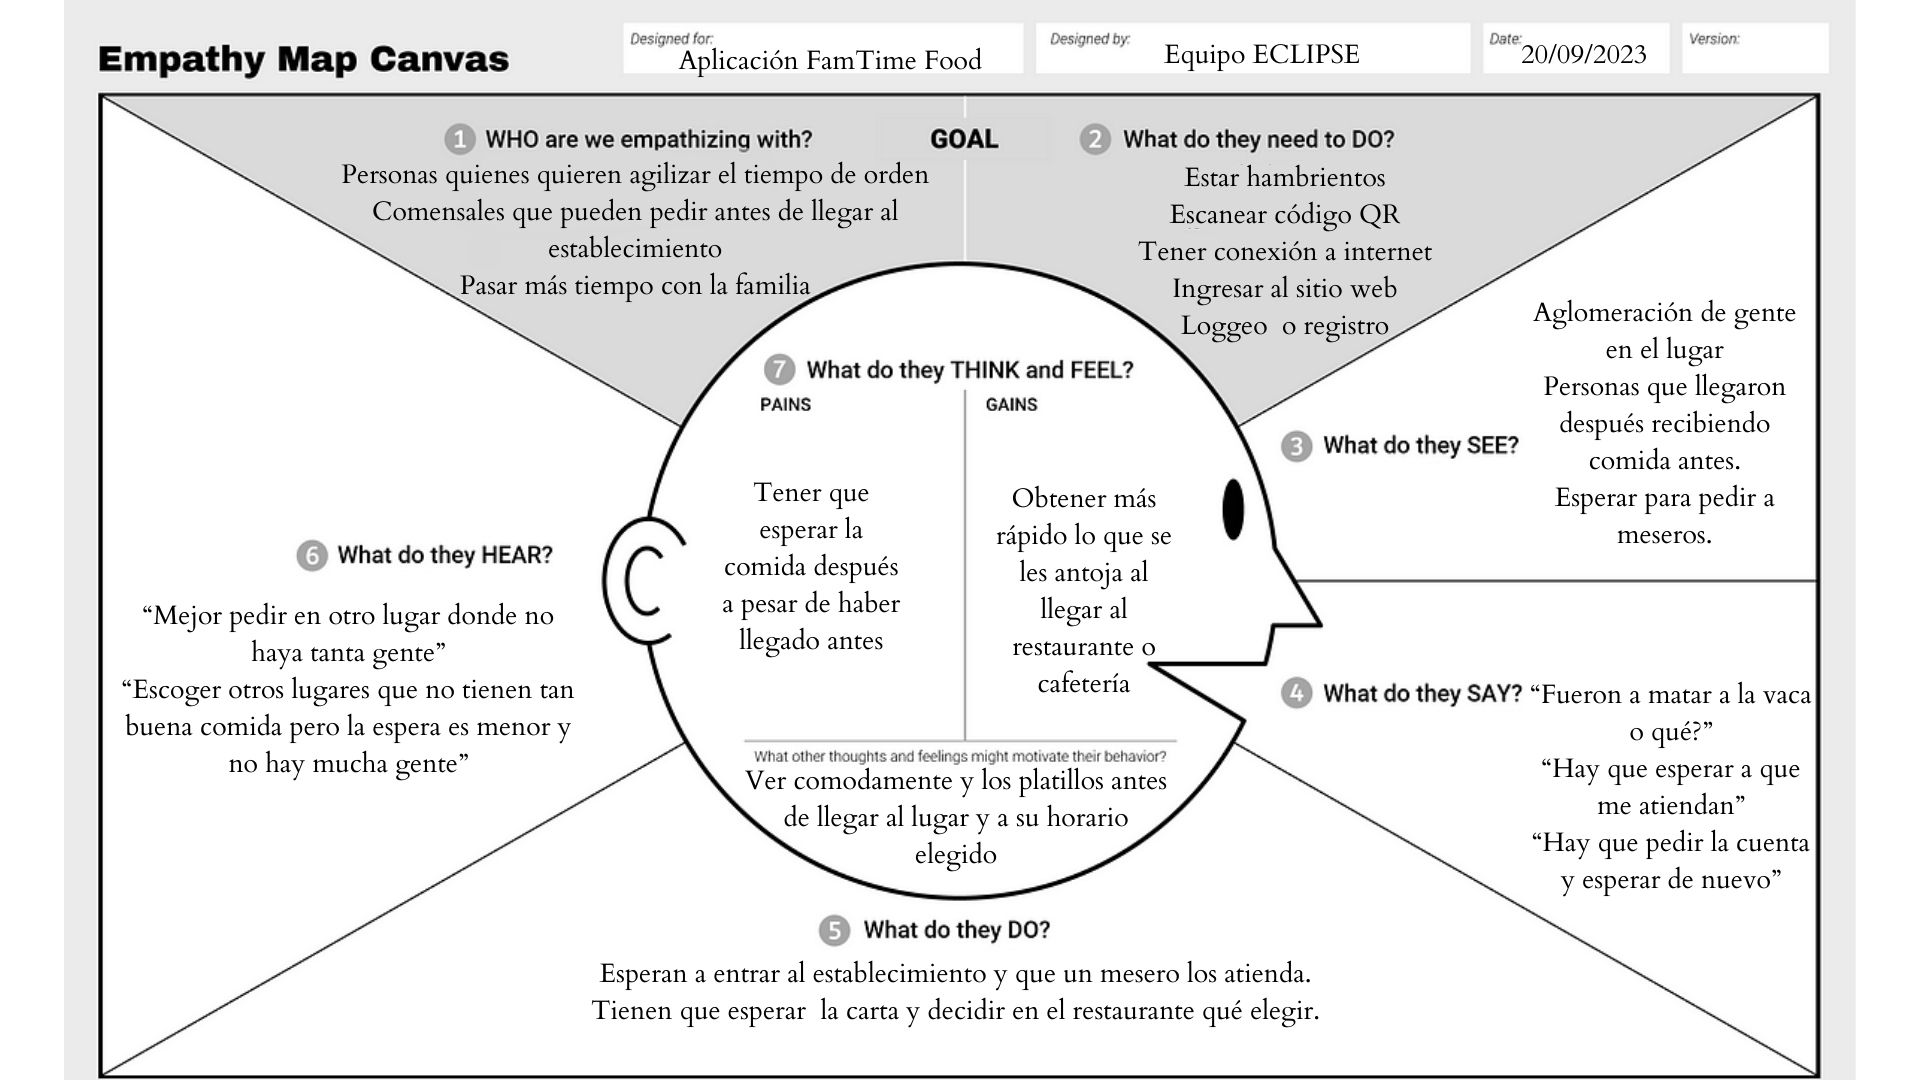 Empathy Map Canvas
Designed for:
Aplicación FamTime Food
Designed by:
Equipo ECLIPSE
Date:
20/09/2023
Version:
1 WHO are we empathizing with?
Personas quienes quieren agilizar el tiempo de orden
Comensales que pueden pedir antes de llegar al
establecimiento
Pasar más tiempo con la familia
GOAL
2 What do they need to DO?
Estar hambrientos
Escanear código QR
Tener conexión a internet
Ingresar al sitio web
Loggeo  o registro
3 What do they SEE?
Aglomeración de gente
en el lugar
Personas que llegaron
después recibiendo
comida antes.
Esperar para pedir a
meseros.
4 What do they SAY?
“Fueron a matar a la vaca
o qué?”
“Hay que esperar a que
me atiendan”
“Hay que pedir la cuenta
y esperar de nuevo”
5 What do they DO?
Esperan a entrar al establecimiento y que un mesero los atienda.
Tienen que esperar  la carta y decidir en el restaurante qué elegir.
6 What do they HEAR?
“Mejor pedir en otro lugar donde no
haya tanta gente”
“Escoger otros lugares que no tienen tan
buena comida pero la espera es menor y
no hay mucha gente”
7 What do they THINK and FEEL?
PAINS
Tener que
esperar la
comida después
a pesar de haber
llegado antes
GAINS
Obtener más
rápido lo que se
les antoja al
llegar al
restaurante o
cafetería
What other thoughts and feelings might motivate their behavior?
Ver comodamente y los platillos antes
de llegar al lugar y a su horario
elegido